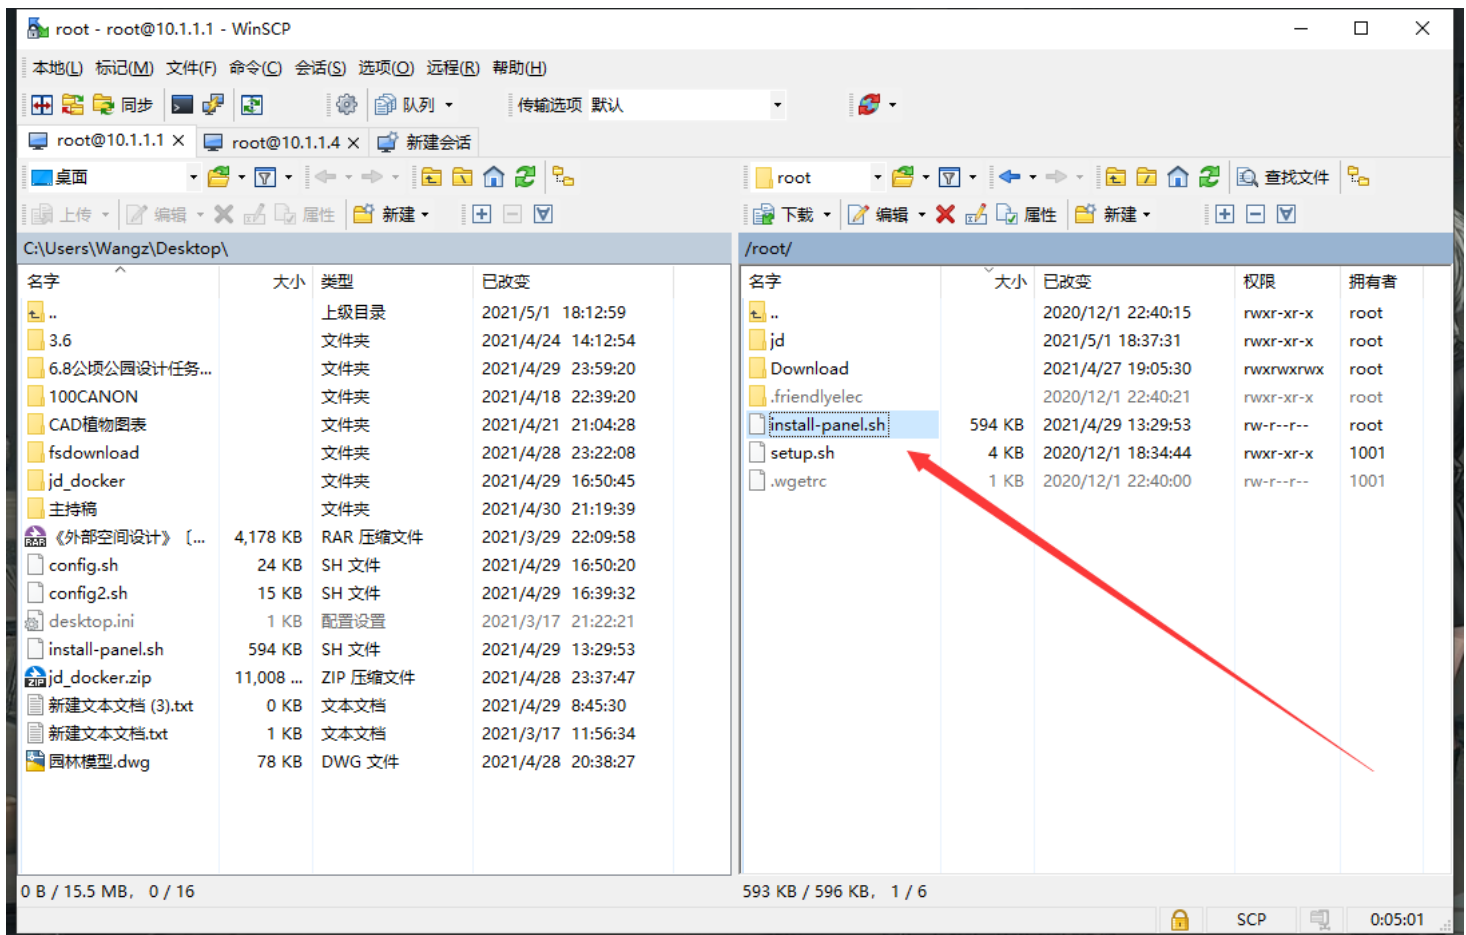 root - root@10.1.1.1 - WinSCP
本地(L) 标记(M) 文件(F) 命令(C) 会话(S) 选项(O) 远程(R) 帮助(H)
同步 队列 传输选项 默认
root@10.1.1.1 root@10.1.1.4 新建会话
桌面
上传 编辑 属性 新建
C:\Users\Wangz\Desktop\
名字 大小 类型 已改变
.. 上级目录 2021/5/1 18:12:59
3.6 文件夹 2021/4/24 14:12:54
6.8公顷公园设计任务... 文件夹 2021/4/29 23:59:20
100CANON 文件夹 2021/4/18 22:39:20
CAD植物图表 文件夹 2021/4/21 21:04:28
fsdownload 文件夹 2021/4/28 23:22:08
jd_docker 文件夹 2021/4/29 16:50:45
主持稿 文件夹 2021/4/30 21:19:39
《外部空间设计》〔... 4,178 KB RAR 压缩文件 2021/3/29 22:09:58
config.sh 24 KB SH 文件 2021/4/29 16:50:20
config2.sh 15 KB SH 文件 2021/4/29 16:39:32
desktop.ini 1 KB 配置设置 2021/3/17 21:22:21
install-panel.sh 594 KB SH 文件 2021/4/29 13:29:53
jd_docker.zip 11,008 ... ZIP 压缩文件 2021/4/28 23:37:47
新建文本文档 (3).txt 0 KB 文本文档 2021/4/29 8:45:30
新建文本文档.txt 1 KB 文本文档 2021/3/17 11:56:34
园林模型.dwg 78 KB DWG 文件 2021/4/28 20:38:27
0 B / 15.5 MB, 0 / 16
root 查找文件
下载 编辑 属性 新建
/root/
名字 大小 已改变 权限 拥有者
.. 2020/12/1 22:40:15 rwxr-xr-x root
jd 2021/5/1 18:37:31 rwxr-xr-x root
Download 2021/4/27 19:05:30 rwxrwxrwx root
.friendlyelec 2020/12/1 22:40:21 rwxr-xr-x root
install-panel.sh 594 KB 2021/4/29 13:29:53 rw-r--r-- root
setup.sh 4 KB 2020/12/1 18:34:44 rwxr-xr-x 1001
.wgetrc 1 KB 2020/12/1 22:40:00 rw-r--r-- 1001
593 KB / 596 KB, 1 / 6
SCP 0:05:01